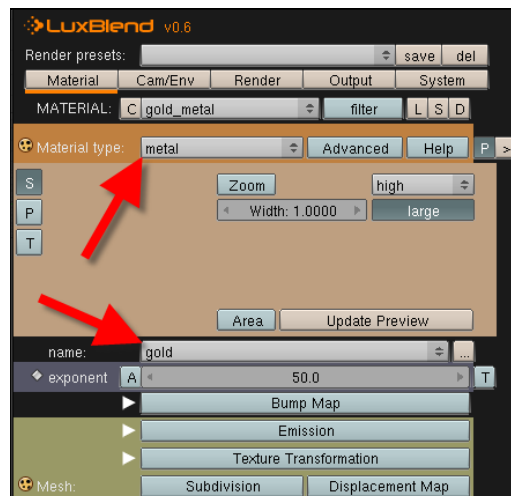 LuxBlend v0.6
Render presets: save del
Material Cam/Env Render Output System
MATERIAL: C gold_metal filter L S D
Material type: metal Advanced Help P >
S Zoom high
P Width: 1.0000 large
T
Area Update Preview
name: gold ...
exponent A 50.0 T
Bump Map
Emission
Texture Transformation
Mesh: Subdivision Displacement Map